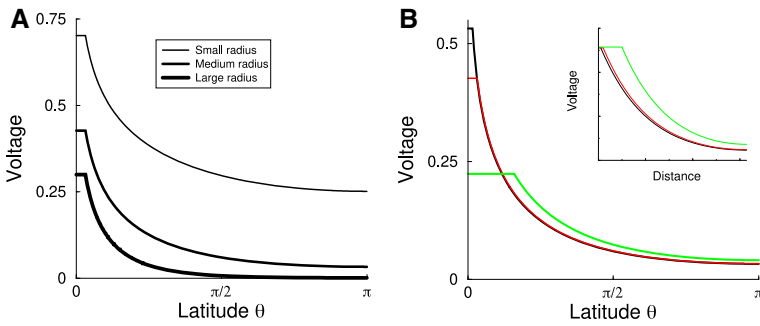 A
0.75
0.5
0.25
0
Voltage
Small radius
Medium radius
Large radius
0
π/2
π
Latitude θ
B
0.5
0.25
0
Voltage
Voltage
Distance
0
π/2
π
Latitude θ